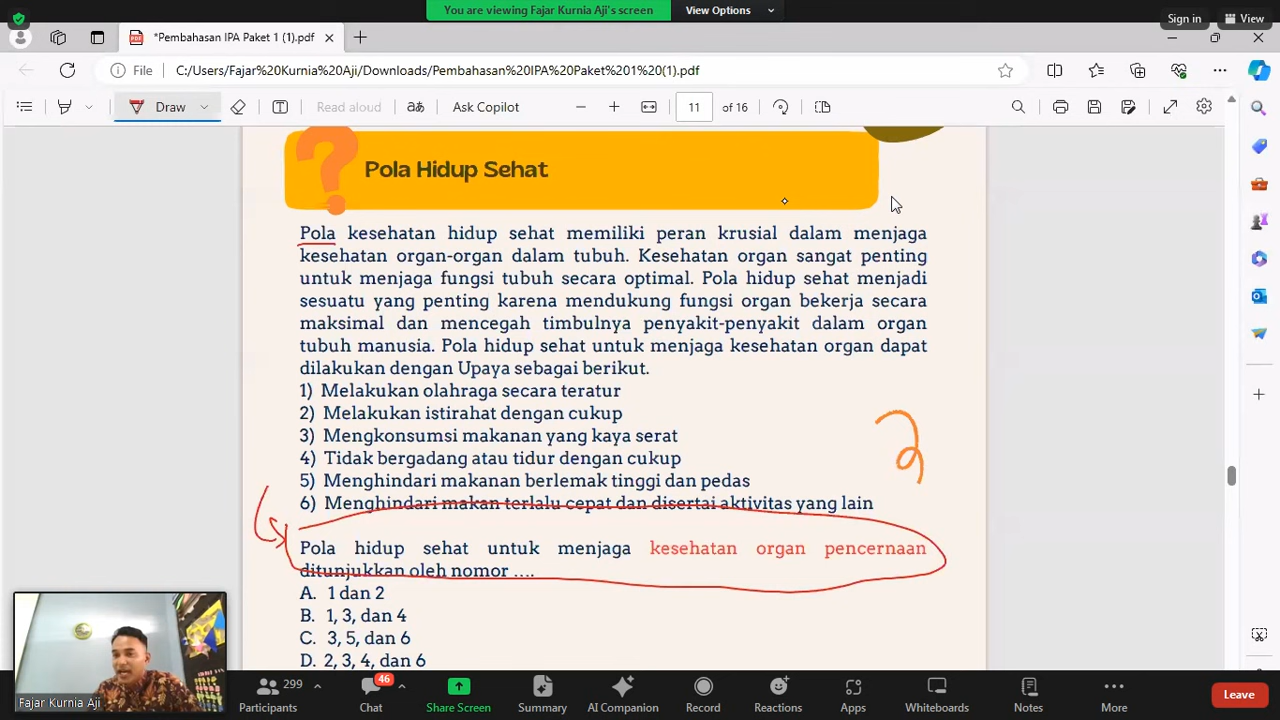 You are viewing Fajar Kurnia Aji's screen
View Options
Sign in
View
*Pembahasan IPA Paket 1 (1).pdf
File
C:/Users/Fajar%20Kurnia%20Aji/Downloads/Pembahasan%20IPA%20Paket%201%20(1).pdf
Draw
Read aloud
aあ
Ask Copilot
11
of 16
?
Pola Hidup Sehat
Pola kesehatan hidup sehat memiliki peran krusial dalam menjaga
kesehatan organ-organ dalam tubuh. Kesehatan organ sangat penting
untuk menjaga fungsi tubuh secara optimal. Pola hidup sehat menjadi
sesuatu yang penting karena mendukung fungsi organ bekerja secara
maksimal dan mencegah timbulnya penyakit-penyakit dalam organ
tubuh manusia. Pola hidup sehat untuk menjaga kesehatan organ dapat
dilakukan dengan Upaya sebagai berikut.
1) Melakukan olahraga secara teratur
2) Melakukan istirahat dengan cukup
3) Mengkonsumsi makanan yang kaya serat
4) Tidak bergadang atau tidur dengan cukup
5) Menghindari makanan berlemak tinggi dan pedas
6) Menghindari makan terlalu cepat dan disertai aktivitas yang lain
Pola hidup sehat untuk menjaga kesehatan organ pencernaan
ditunjukkan oleh nomor ....
A. 1 dan 2
B. 1, 3, dan 4
C. 3, 5, dan 6
D. 2, 3, 4, dan 6
Fajar Kurnia Aji
299
Participants
46
Chat
Share Screen
Summary
AI Companion
Record
Reactions
Apps
Whiteboards
Notes
More
Leave